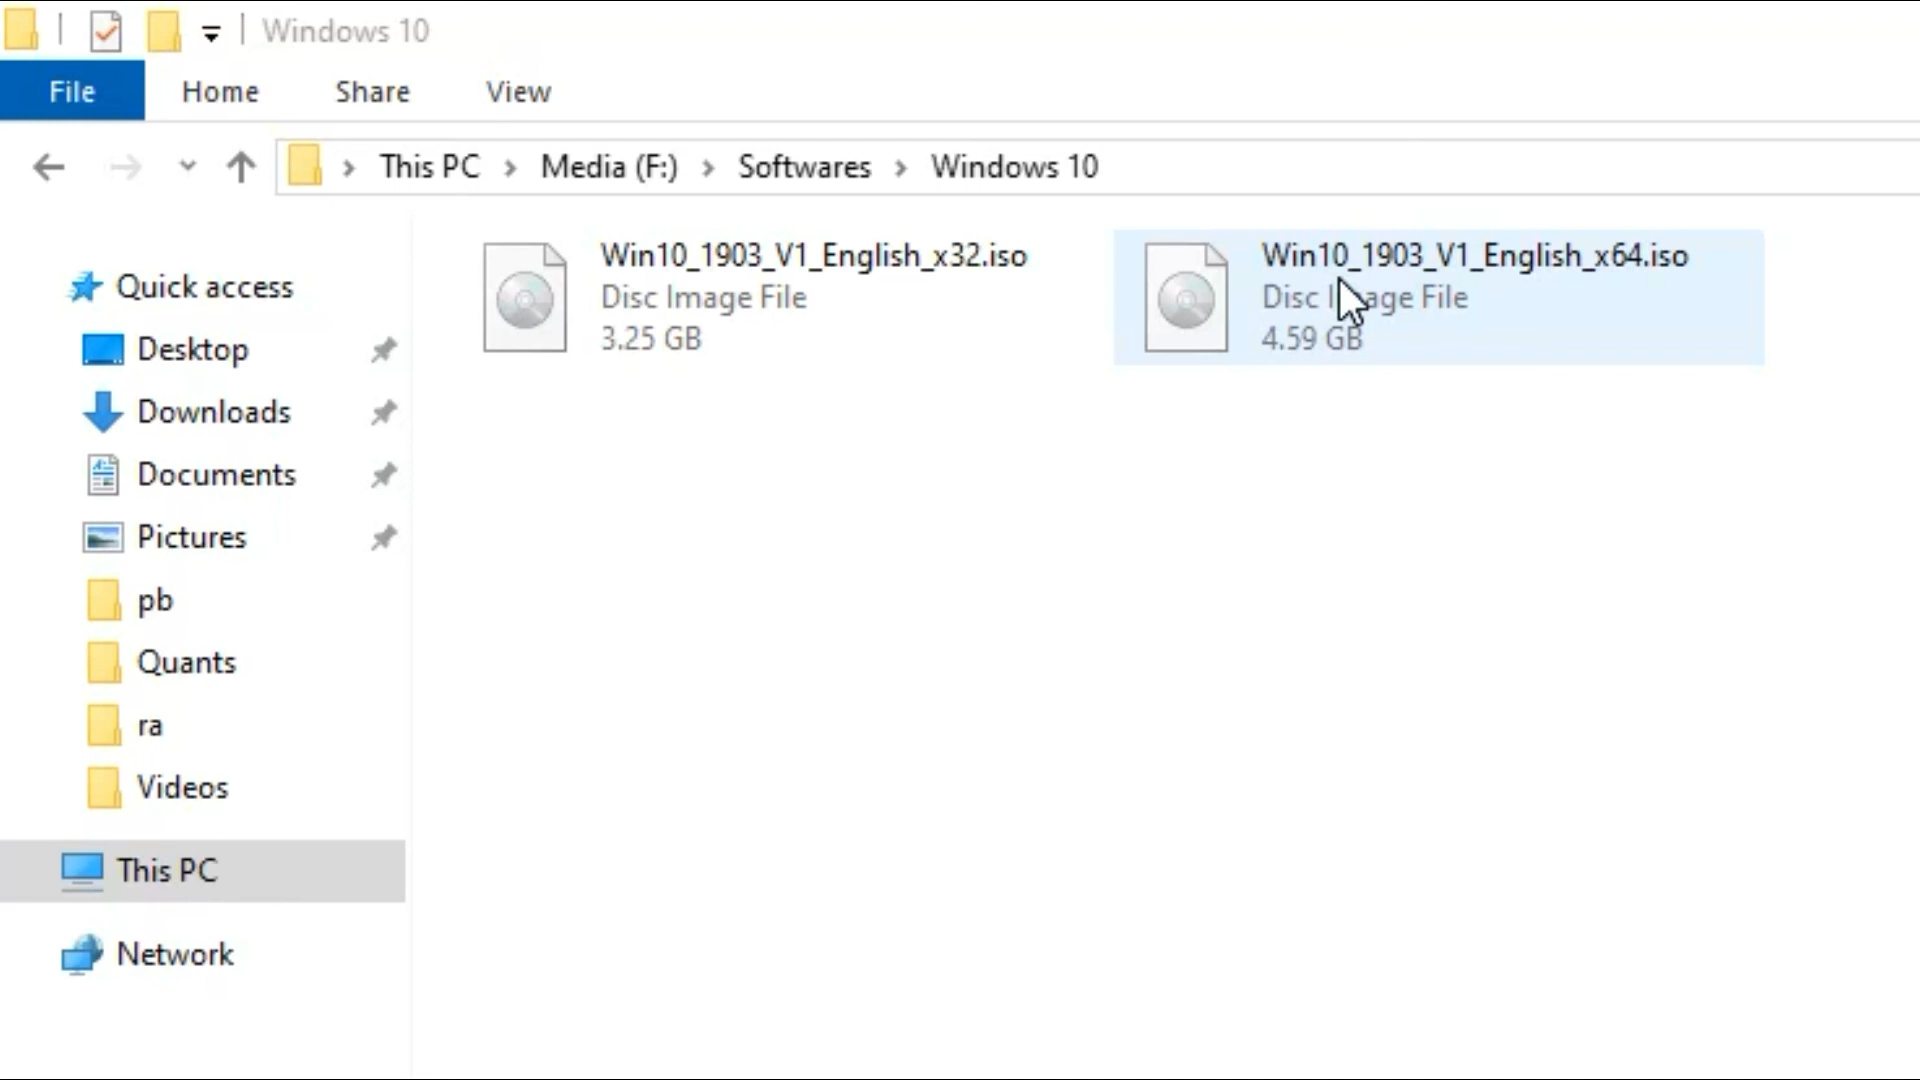 Windows 10
File Home Share View
This PC Media (F:) Softwares Windows 10
Win10_1903_V1_English_x32.iso
Disc Image File
3.25 GB
Win10_1903_V1_English_x64.iso
Disc Image File
4.59 GB
Quick access
Desktop
Downloads
Documents
Pictures
pb
Quants
ra
Videos
This PC
Network